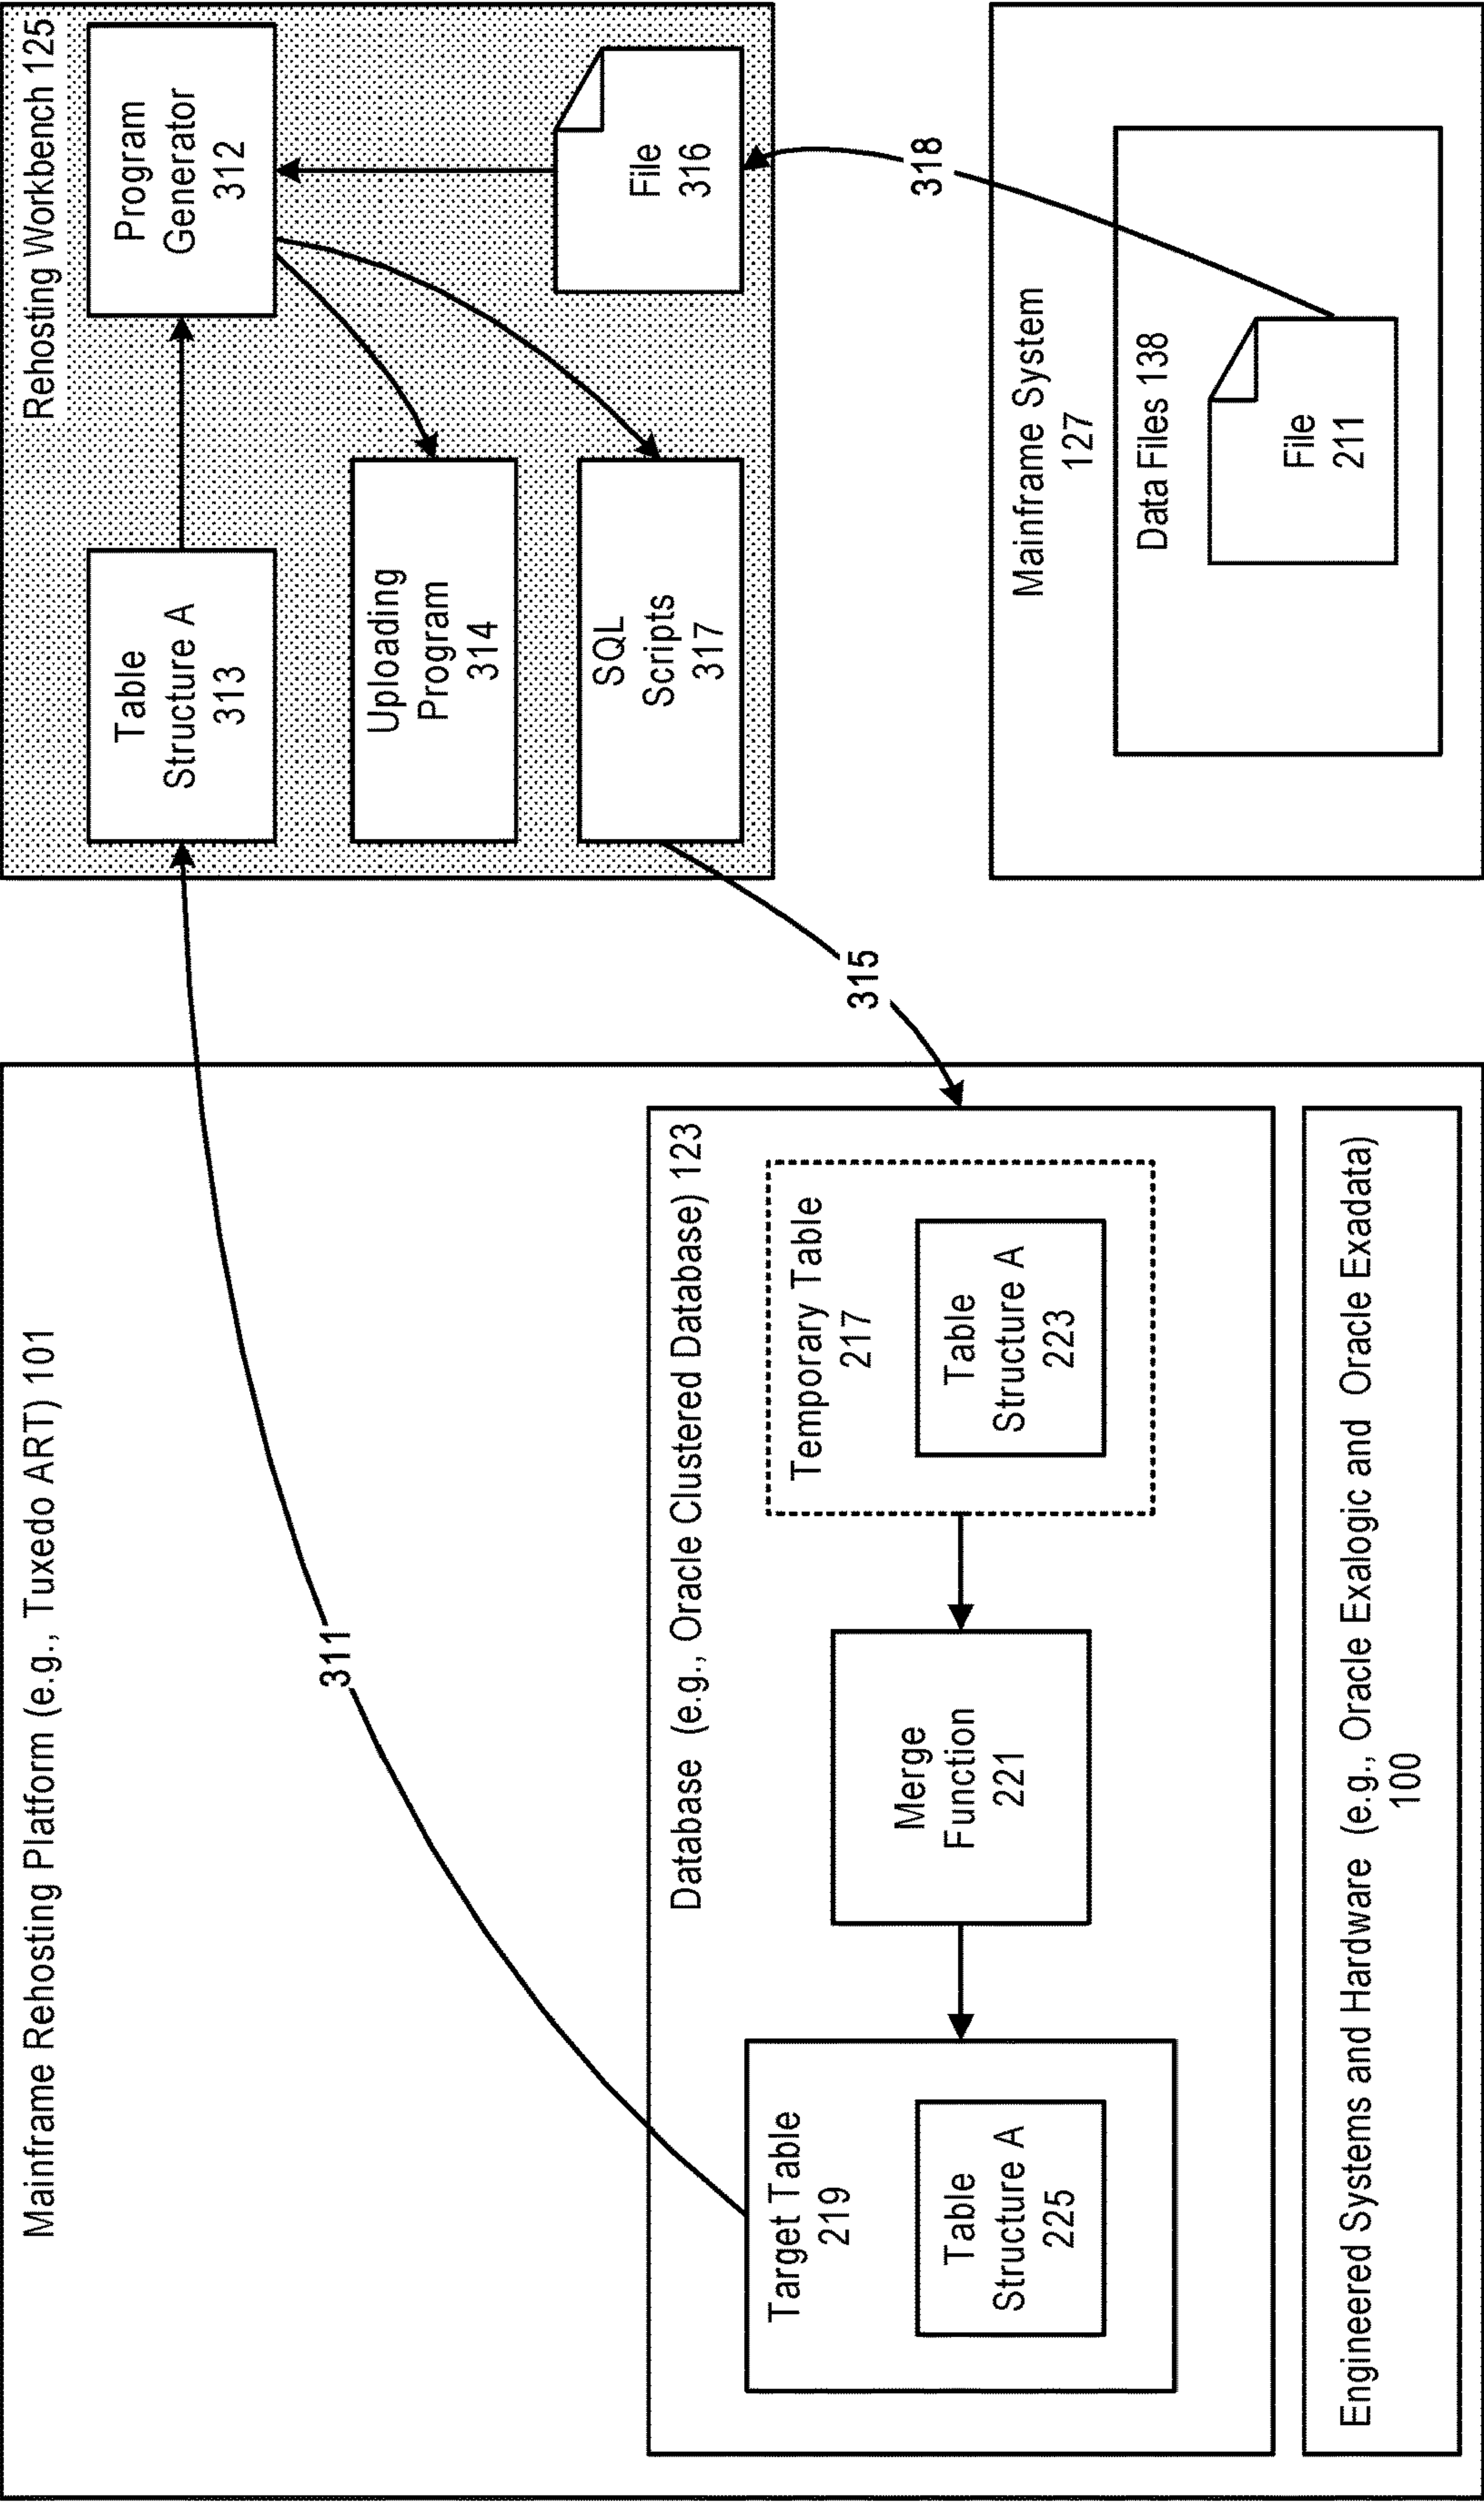 Mainframe Rehosting Platform (e.g., Tuxedo ART) 101
311
Database (e.g., Oracle Clustered Database) 123
Target Table
219
Table
Structure A
225
Merge
Function
221
Temporary Table
217
Table
Structure A
223
Engineered Systems and Hardware (e.g., Oracle Exalogic and Oracle Exadata)
100
315
Rehosting Workbench 125
Table
Structure A
313
Program
Generator
312
Uploading
Program
314
SQL
Scripts
317
File
316
318
Mainframe System
127
Data Files 138
File
211